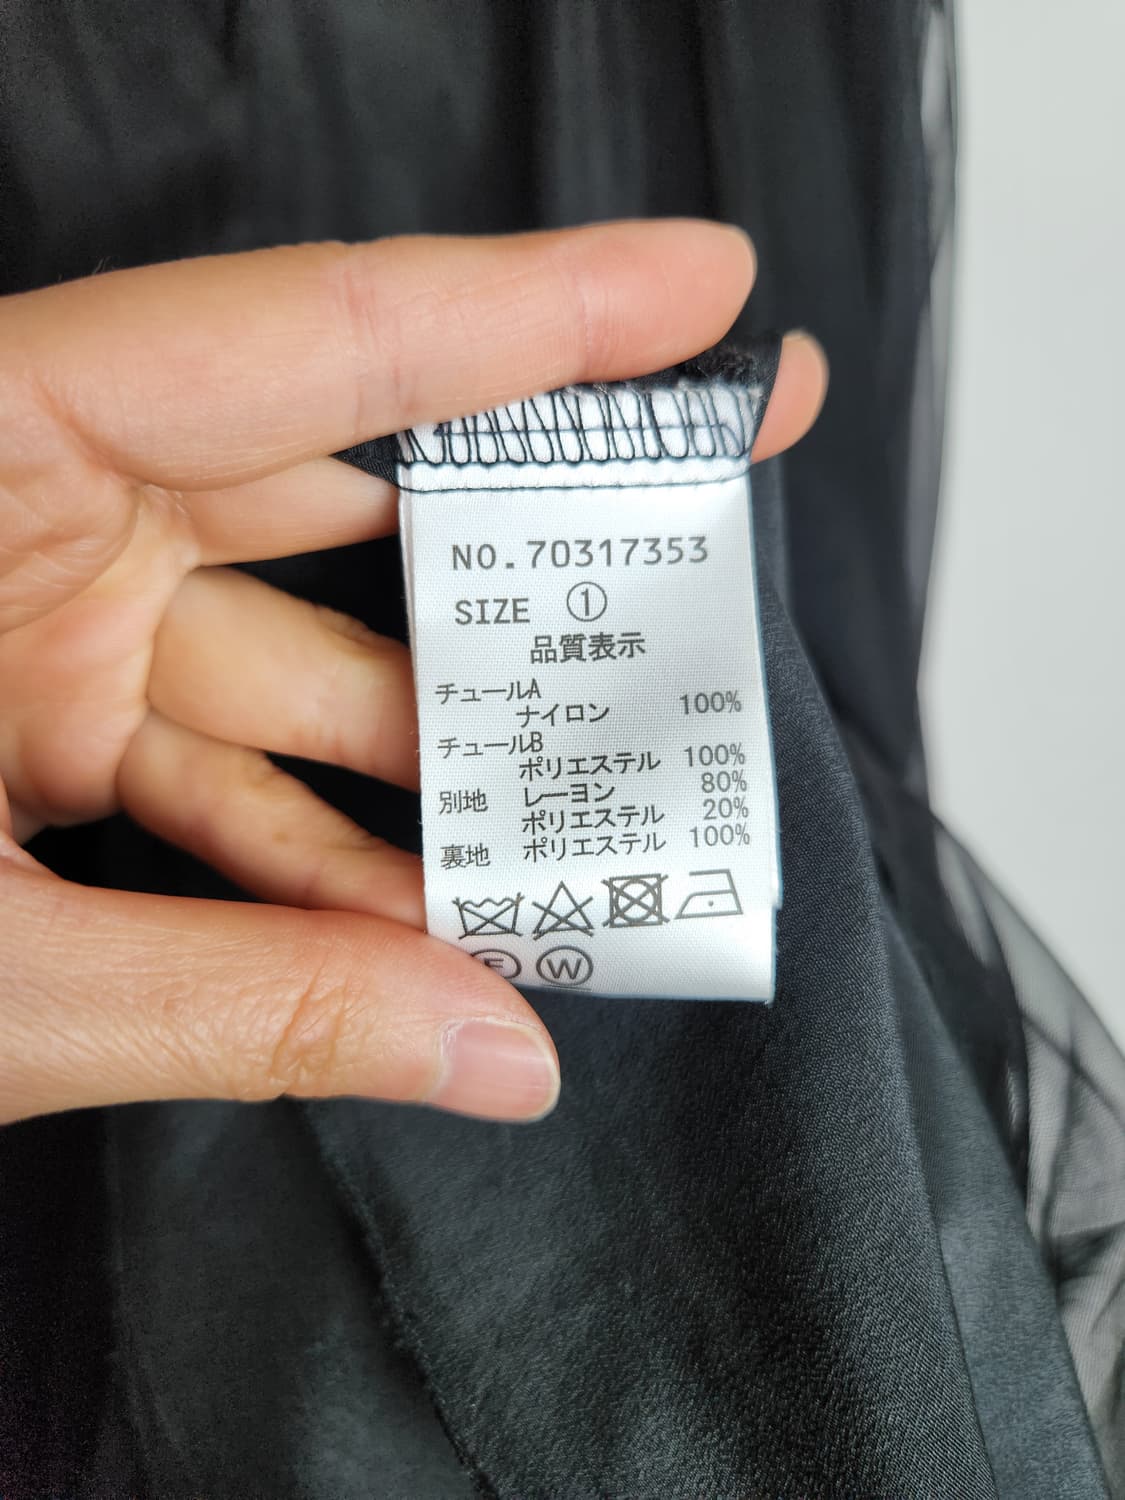 NO.70317353
SIZE ①
品質表示
チュールA
ナイロン 100%
チュールB
ポリエステル 100%
別地 レーヨン 80%
ポリエステル 20%
裏地 ポリエステル 100%
F W